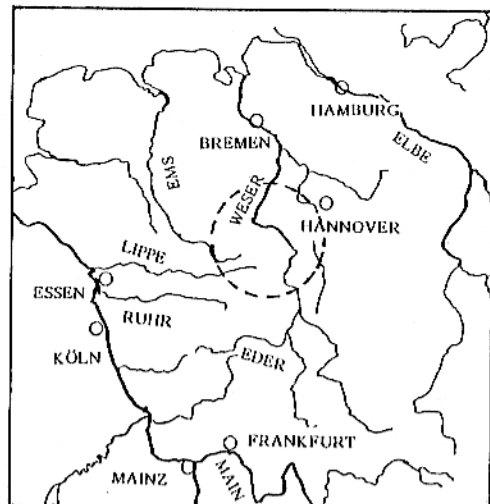 HAMBURG
BREMEN
ELBE
EMS
WESER
HANNOVER
LIPPE
ESSEN
RUHR
KÖLN
EDER
FRANKFURT
MAINZ
MAIN